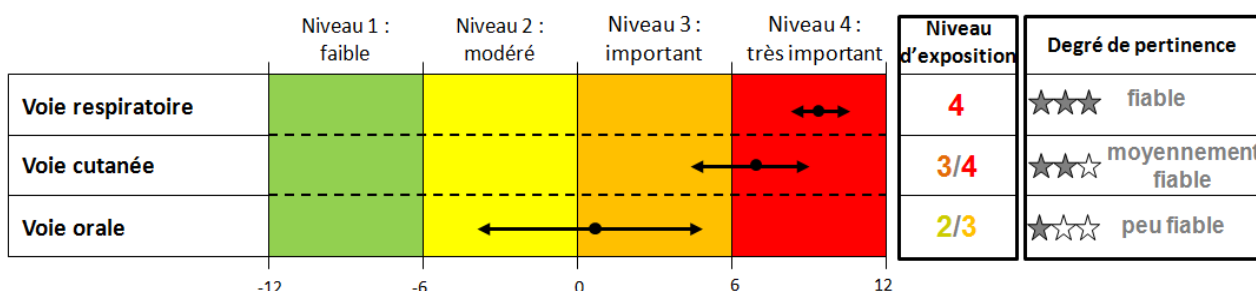 Niveau 1 :
faible
Niveau 2 :
modéré
Niveau 3 :
important
Niveau 4 :
très important
Niveau
d'exposition
Degré de pertinence
Voie respiratoire
4
fiable
Voie cutanée
3/4
moyennement
fiable
Voie orale
2/3
peu fiable
-12
-6
0
6
12